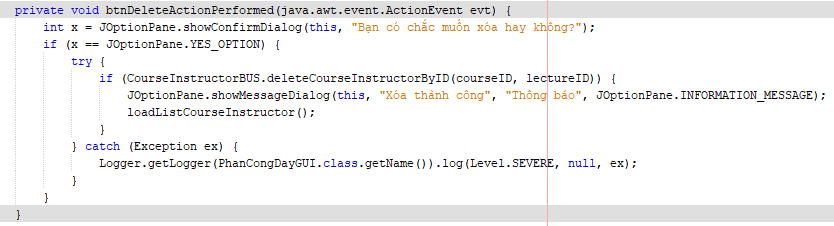 private void btnDeleteActionPerformed(java.awt.event.ActionEvent evt) {
    int x = JOptionPane.showConfirmDialog(this, "Bạn có chắc muốn xóa hay không?");
    if (x == JOptionPane.YES_OPTION) {
        try {
            if (CourseInstructorBUS.deleteCourseInstructorByID(courseID, lectureID)) {
                JOptionPane.showMessageDialog(this, "Xóa thành công", "Thông báo", JOptionPane.INFORMATION_MESSAGE);
                loadListCourseInstructor();
            }
        } catch (Exception ex) {
            Logger.getLogger(PhanCongDayGUI.class.getName()).log(Level.SEVERE, null, ex);
        }
    }
}